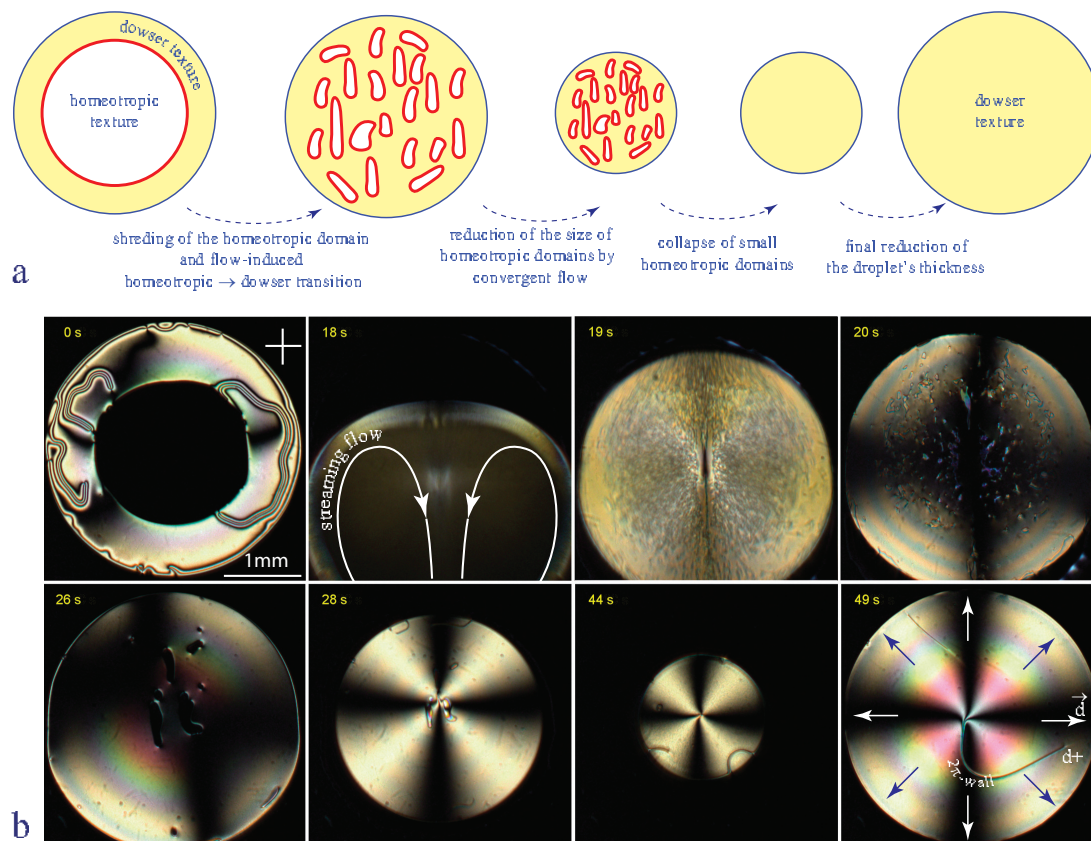 dowser texture
homeotropic
texture
dowser
texture
shreding of the homeotropic domain
and flow-induced
homeotropic → dowser transition
reduction of the size of
homeotropic domains by
convergent flow
collapse of small
homeotropic domains
final reduction of
the droplet's thickness
a
0 s
1mm
18 s
streaming flow
19 s
20 s
26 s
28 s
44 s
49 s
d
d+
2π-wall
b